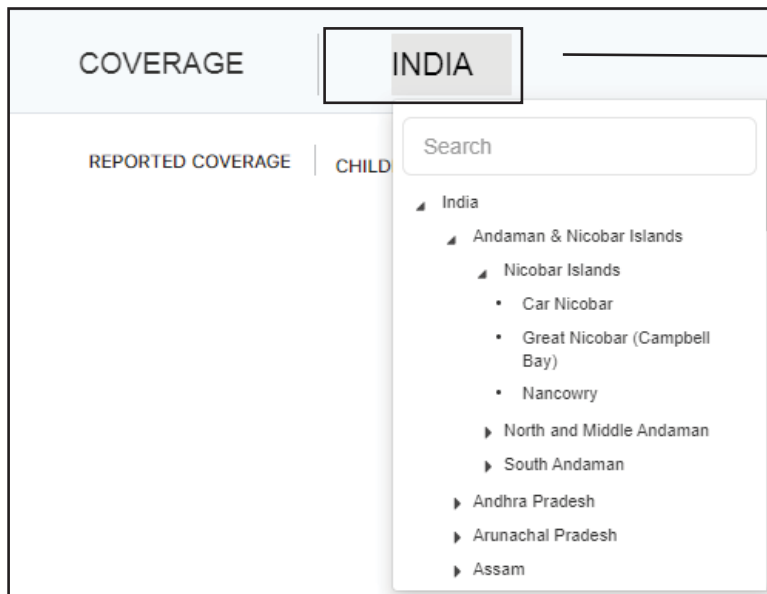 COVERAGE
INDIA
REPORTED COVERAGE
CHILD
Search
India
Andaman & Nicobar Islands
Nicobar Islands
Car Nicobar
Great Nicobar (Campbell
Bay)
Nancowry
North and Middle Andaman
South Andaman
Andhra Pradesh
Arunachal Pradesh
Assam